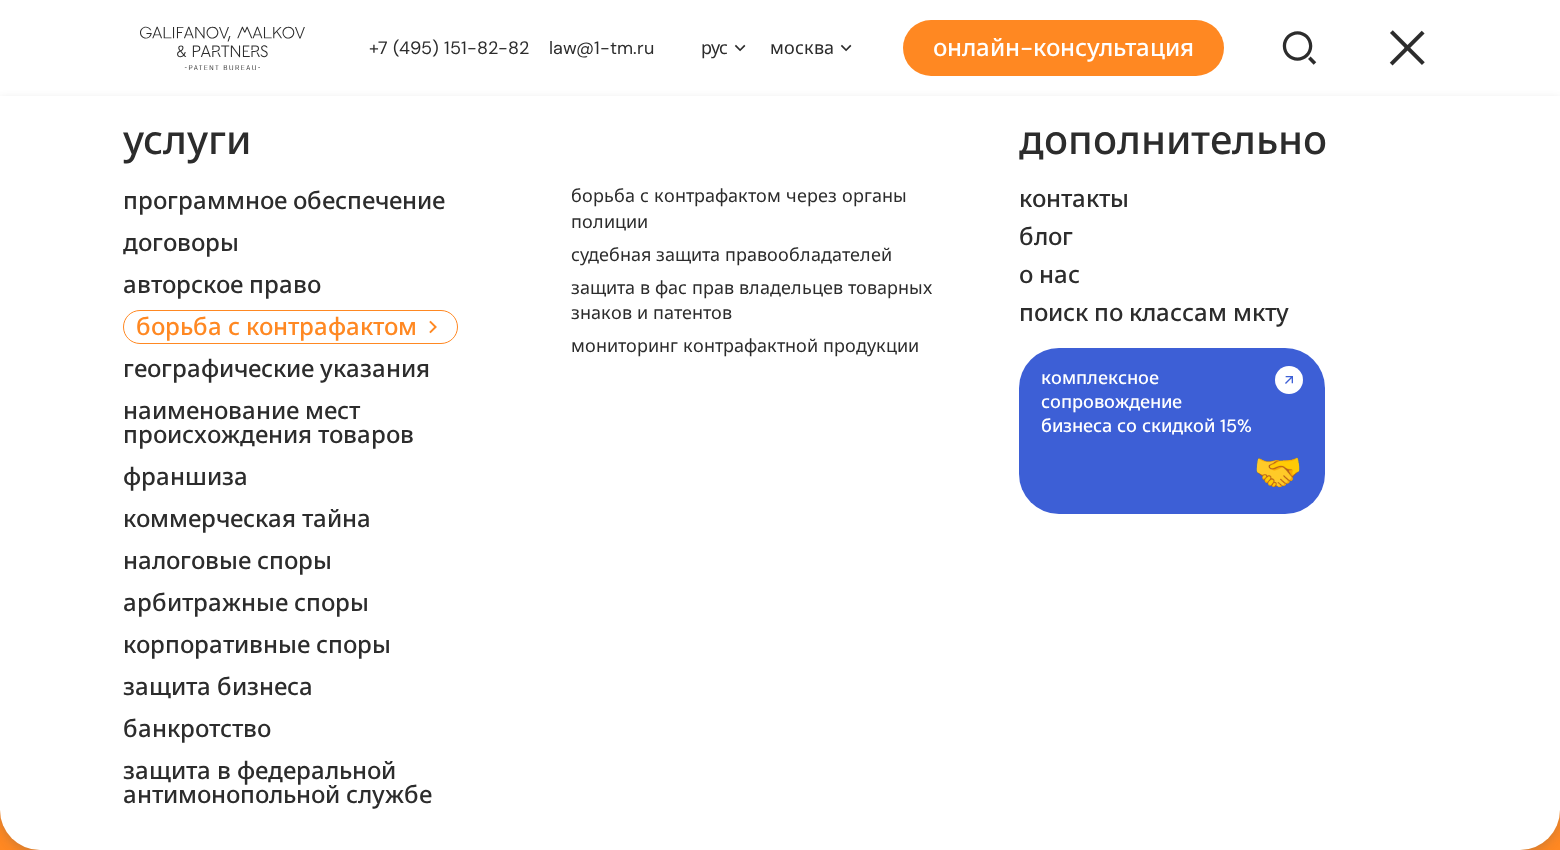 GALIFANOV, MALKOV
& PARTNERS
-PATENT BUREAU-
+7 (495) 151-82-82
law@1-tm.ru
рус
москва
онлайн-консультация
услуги
программное обеспечение
договоры
авторское право
борьба с контрафактом
географические указания
наименование мест
происхождения товаров
франшиза
коммерческая тайна
налоговые споры
арбитражные споры
корпоративные споры
защита бизнеса
банкротство
защита в федеральной
антимонопольной службе
борьба с контрафактом через органы
полиции
судебная защита правообладателей
защита в фас прав владельцев товарных
знаков и патентов
мониторинг контрафактной продукции
дополнительно
контакты
блог
о нас
поиск по классам мкту
комплексное
сопровождение
бизнеса со скидкой 15%